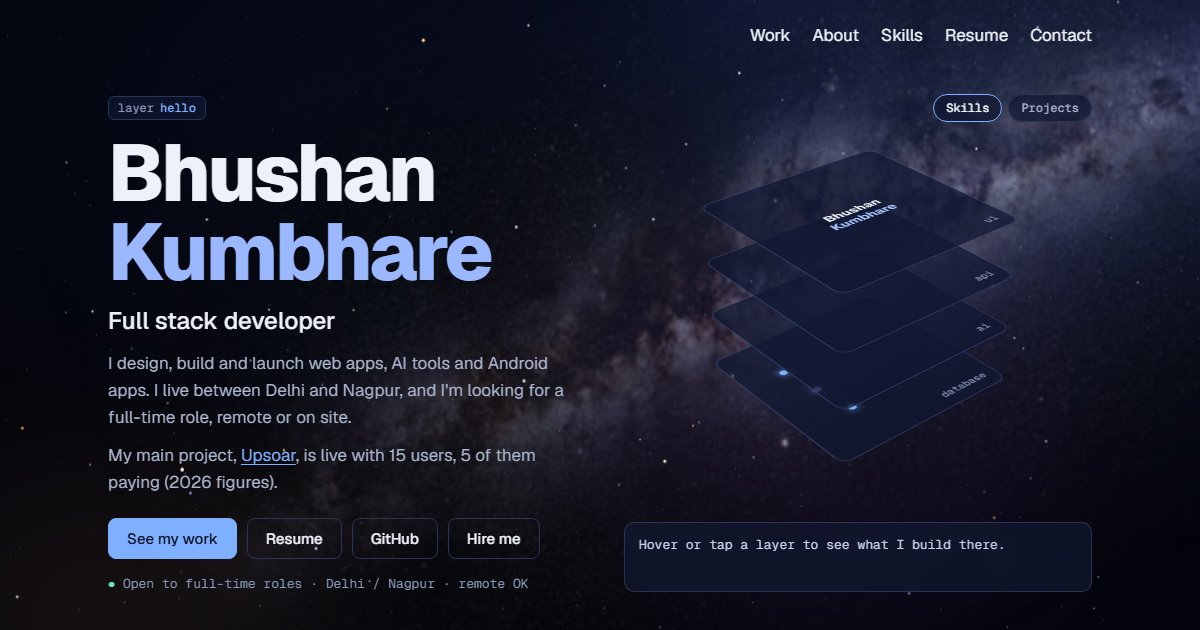 Work About Skills Resume Contact
layer hello
Skills Projects
Bhushan
Kumbhare
Full stack developer
I design, build and launch web apps, AI tools and Android
apps. I live between Delhi and Nagpur, and I'm looking for a
full-time role, remote or on site.
My main project, Upsoar, is live with 15 users, 5 of them
paying (2026 figures).
See my work Resume GitHub Hire me
Open to full-time roles · Delhi / Nagpur · remote OK
Bhushan
Kumbhare
ui
api
ai
database
Hover or tap a layer to see what I build there.